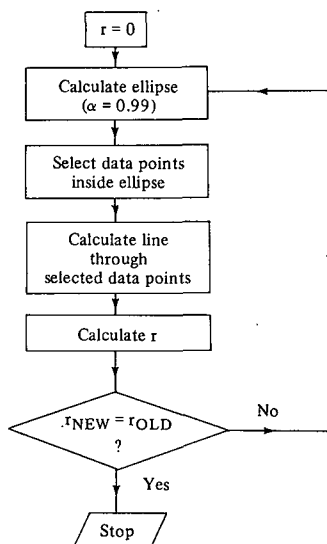 r = 0
Calculate ellipse
(α = 0.99)
Select data points
inside ellipse
Calculate line
through
selected data points
Calculate r
rNEW = rOLD
?
No
Yes
Stop